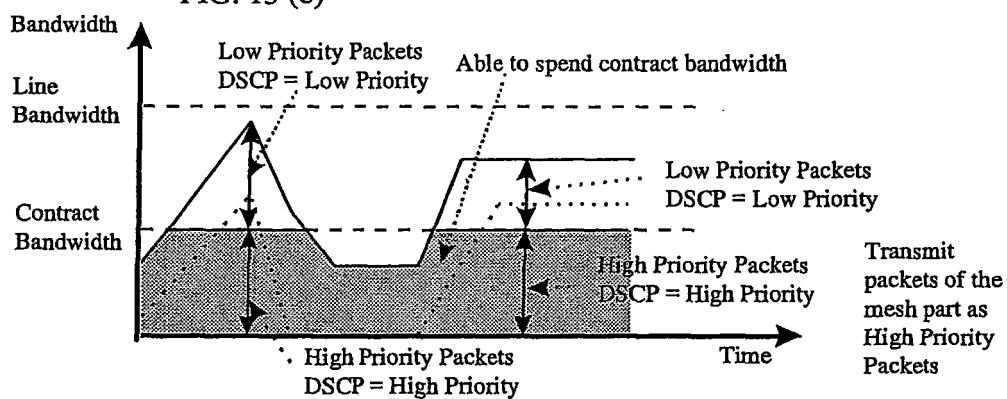 Bandwidth
Low Priority Packets
DSCP = Low Priority
Able to spend contract bandwidth
Line
Bandwidth
Low Priority Packets
DSCP = Low Priority
Contract
Bandwidth
High Priority Packets
DSCP = High Priority
Transmit
packets of the
mesh part as
High Priority
Packets
Time
High Priority Packets
DSCP = High Priority